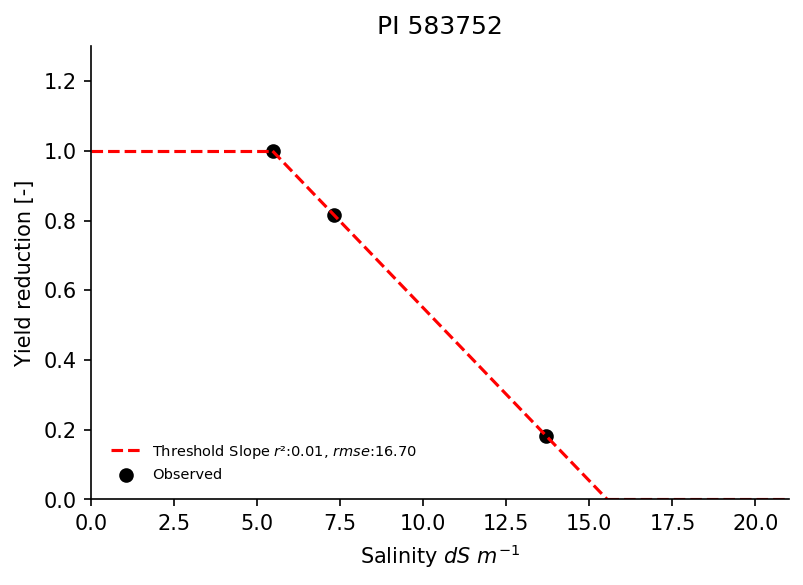 PI 583752
Yield reduction [-]
1.2
1.0
0.8
0.6
0.4
0.2
0.0
Threshold Slope r²:0.01, rmse:16.70
Observed
0.0 2.5 5.0 7.5 10.0 12.5 15.0 17.5 20.0
Salinity dS m⁻¹